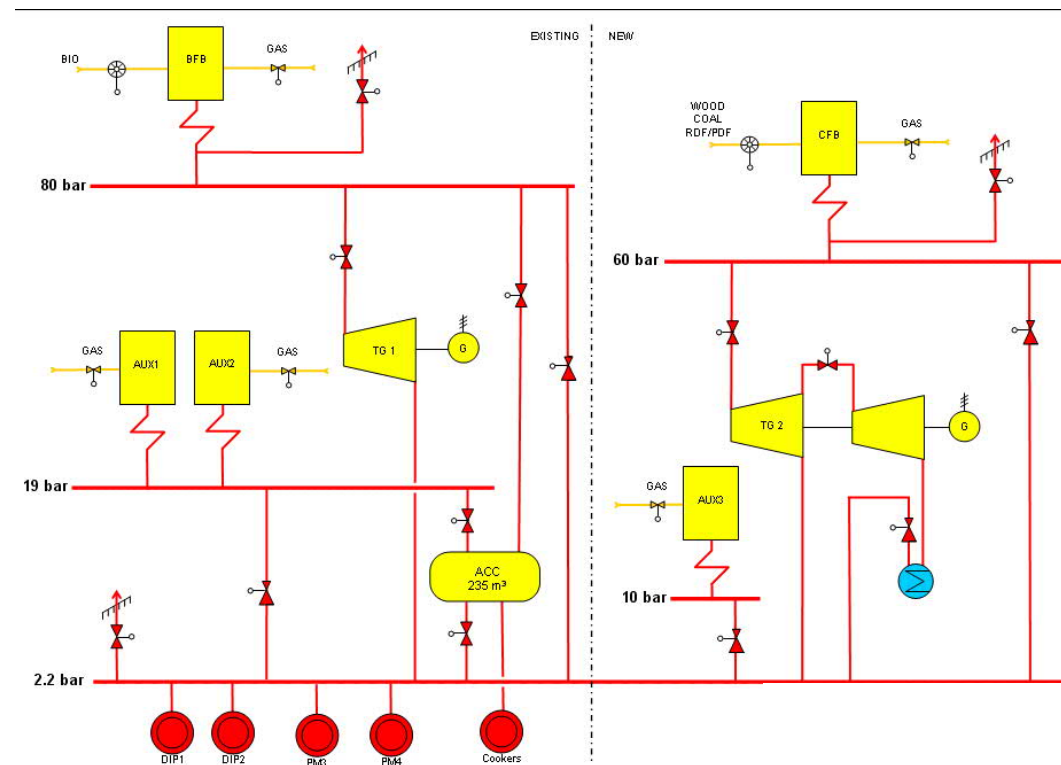 EXISTING
NEW
BIO
BFB
GAS
WOOD
COAL
RDF/PDF
CFB
GAS
80 bar
60 bar
GAS
AUX1
AUX2
GAS
TG 1
G
TG 2
G
19 bar
GAS
AUX3
ACC
235 m³
10 bar
2.2 bar
DIP1
DIP2
PM3
PM4
Cookers